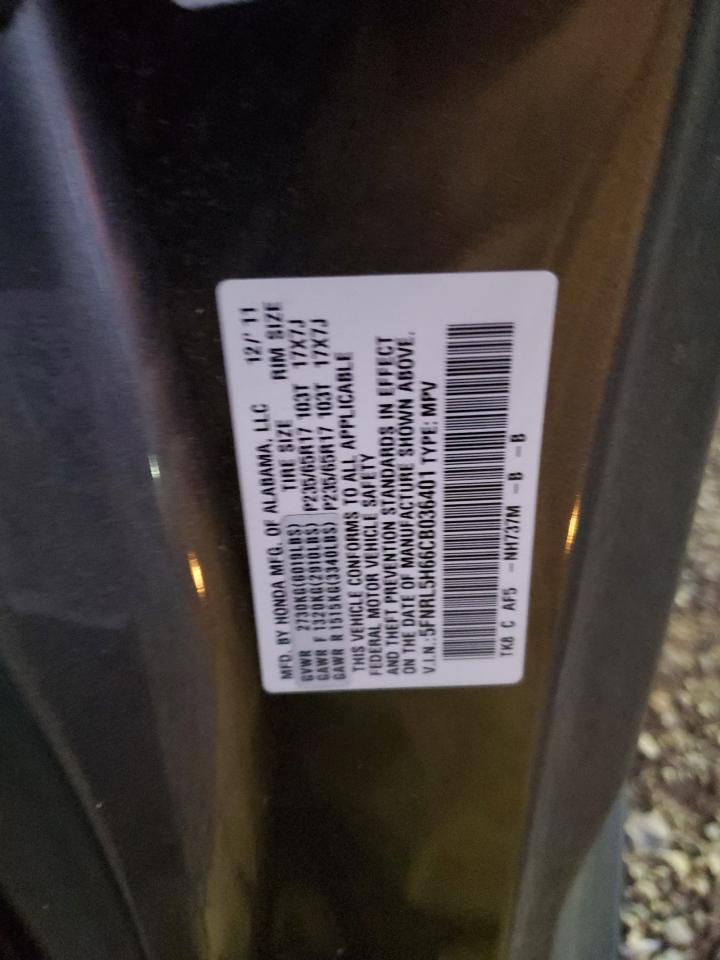 MFD. BY HONDA MFG. OF ALABAMA, LLC 12/'11
TIRE SIZE RIM SIZE
GVWR 2730KG(6019LBS)
GAWR F 1320KG(2910LBS) P235/65R17 103T 17X7J
GAWR R 1515KG(3340LBS) P235/65R17 103T 17X7J
THIS VEHICLE CONFORMS TO ALL APPLICABLE
FEDERAL MOTOR VEHICLE SAFETY
AND THEFT PREVENTION STANDARDS IN EFFECT
ON THE DATE OF MANUFACTURE SHOWN ABOVE.
V.I.N.:5FNRL5H66CB036401 TYPE: MPV
TK8 C AF5 -NH737M - B - B